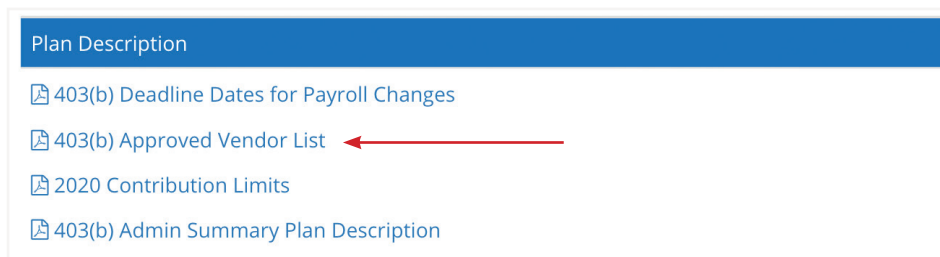 Plan Description
403(b) Deadline Dates for Payroll Changes
403(b) Approved Vendor List
2020 Contribution Limits
403(b) Admin Summary Plan Description